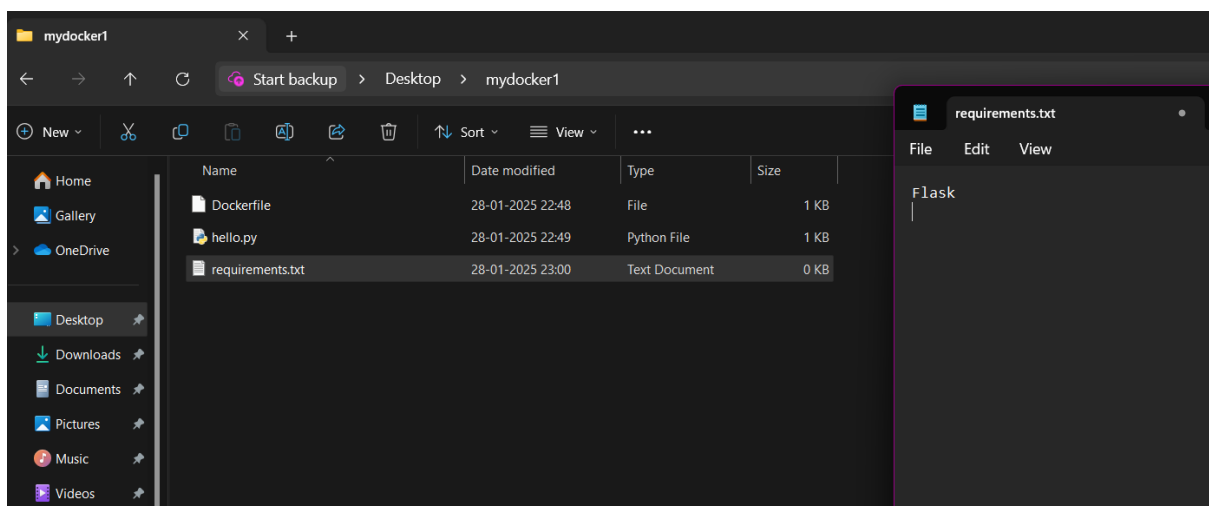 mydocker1
Start backup > Desktop > mydocker1
New Sort View
Name Date modified Type Size
Dockerfile 28-01-2025 22:48 File 1 KB
hello.py 28-01-2025 22:49 Python File 1 KB
requirements.txt 28-01-2025 23:00 Text Document 0 KB
Home
Gallery
OneDrive
Desktop
Downloads
Documents
Pictures
Music
Videos
requirements.txt
File Edit View
Flask